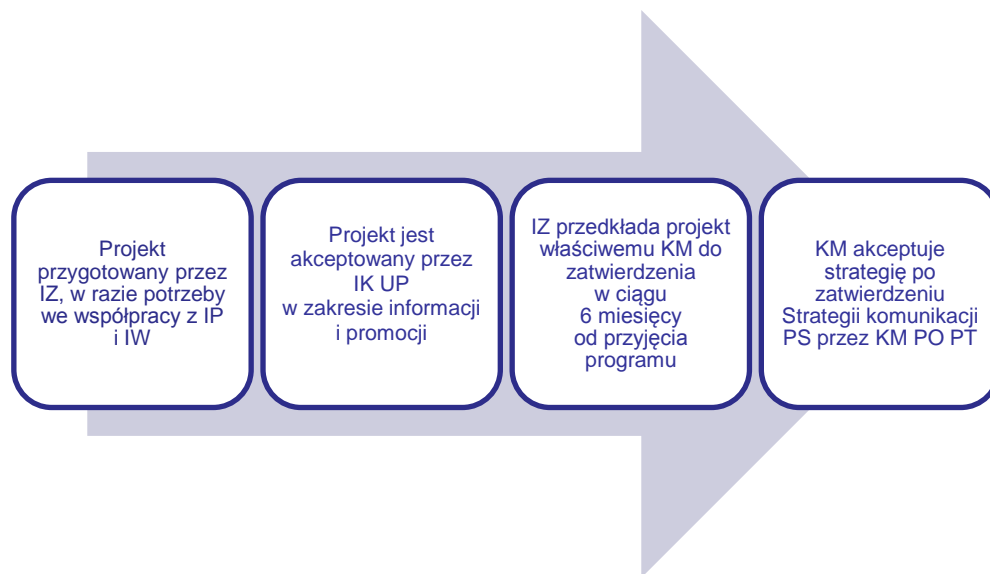 Projekt
przygotowany przez
IZ, w razie potrzeby
we współpracy z IP
i IW
Projekt jest
akceptowany przez
IK UP
w zakresie informacji
i promocji
IZ przedkłada projekt
właściwemu KM do
zatwierdzenia
w ciągu
6 miesięcy
od przyjęcia
programu
KM akceptuje
strategię po
zatwierdzeniu
Strategii komunikacji
PS przez KM PO PT